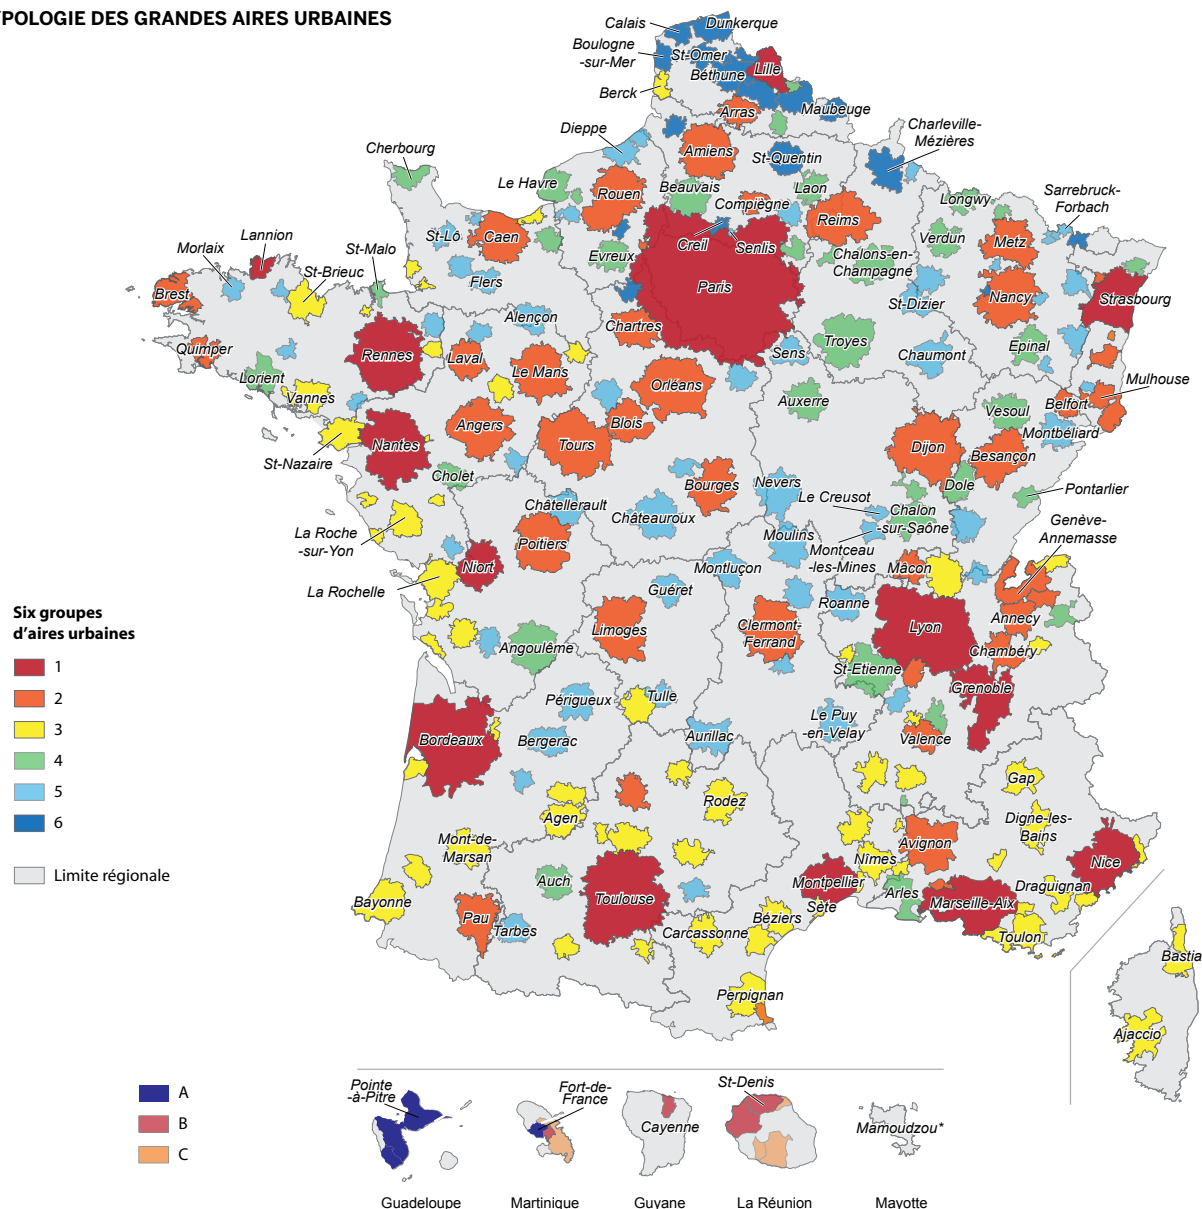 YPOLOGIE DES GRANDES AIRES URBAINES
Calais
Dunkerque
Boulogne
-sur-Mer
St-Omer
Béthune
Lille
Berck
Arras
Maubeuge
Dieppe
Amiens
St-Quentin
Charleville-
Mézières
Cherbourg
Le Havre
Rouen
Beauvais
Laon
Compiègne
Reims
Longwy
Sarrebruck-
Forbach
St-Lô
Caen
Creil
Senlis
Verdun
Metz
Morlaix
Lannion
St-Malo
St-Brieuc
Flers
Evreux
Châlons-en-
Champagne
Brest
Paris
St-Dizier
Nancy
Strasbourg
Alençon
Chartres
Quimper
Rennes
Laval
Le Mans
Sens
Troyes
Chaumont
Epinal
Lorient
Vannes
Orléans
Auxerre
Vesoul
Belfort
Mulhouse
Angers
Blois
Montbéliard
Nantes
Tours
Dijon
Besançon
St-Nazaire
Cholet
Bourges
Nevers
Dole
Pontarlier
Châtellerault
Châteauroux
Le Creusot
Chalon
-sur-Saône
La Roche
-sur-Yon
Poitiers
Moulins
Montceau
-les-Mines
Genève-
Annemasse
Niort
Montluçon
Mâcon
La Rochelle
Guéret
Roanne
Annecy
Limoges
Clermont-
Ferrand
Lyon
Angoulême
Chambéry
St-Etienne
Grenoble
Périgueux
Tulle
Bordeaux
Bergerac
Aurillac
Le Puy
-en-Velay
Valence
Gap
Rodez
Agen
Digne-les-
Bains
Mont-de-
Marsan
Avignon
Nîmes
Nice
Auch
Toulouse
Montpellier
Arles
Draguignan
Bayonne
Marseille-Aix
Sète
Pau
Tarbes
Béziers
Carcassonne
Toulon
Bastia
Perpignan
Ajaccio
Six groupes
d'aires urbaines
1
2
3
4
5
6
Limite régionale
A
B
C
Pointe
-à-Pitre
Fort-de-
France
Cayenne
St-Denis
Mamoudzou*
Guadeloupe
Martinique
Guyane
La Réunion
Mayotte